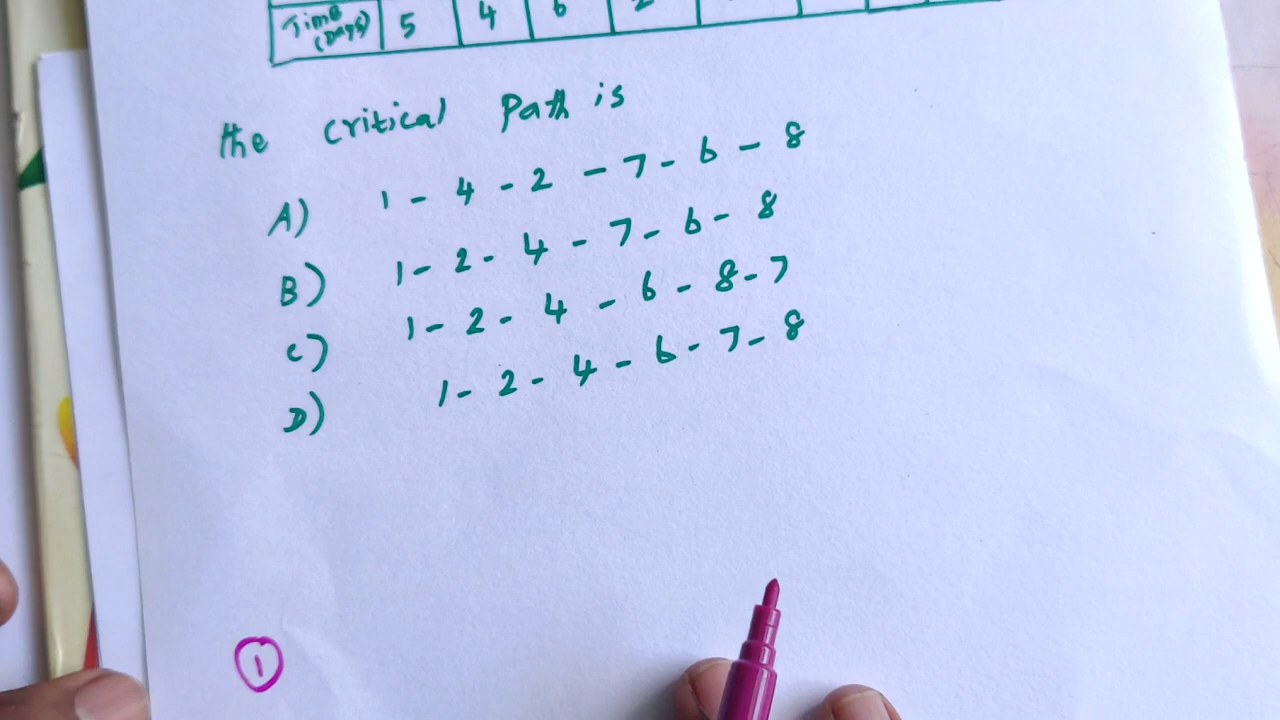 Time (Days) 5 4 6 2
the critical path is
A) 1 - 4 - 2 - 7 - 6 - 8
B) 1 - 2 - 4 - 7 - 6 - 8
C) 1 - 2 - 4 - 6 - 8 - 7
D) 1 - 2 - 4 - 6 - 7 - 8
1